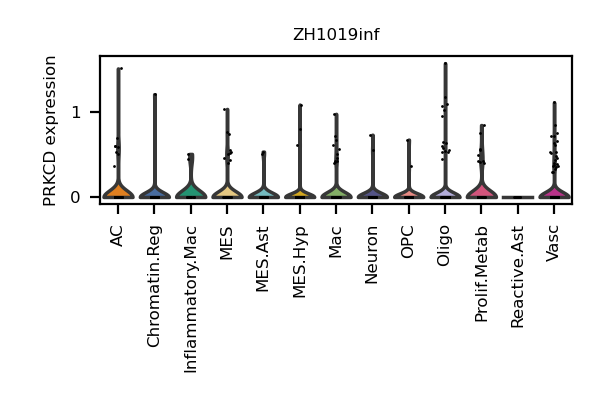 ZH1019inf
PRKCD expression
1
0
AC
Chromatin.Reg
Inflammatory.Mac
MES
MES.Ast
MES.Hyp
Mac
Neuron
OPC
Oligo
Prolif.Metab
Reactive.Ast
Vasc